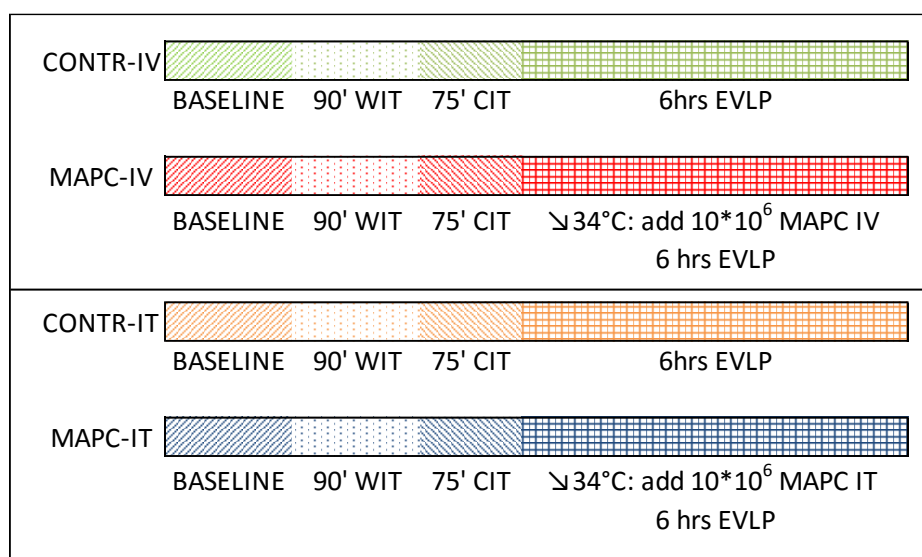 CONTR-IV
BASELINE 90' WIT 75' CIT 6hrs EVLP
MAPC-IV
BASELINE 90' WIT 75' CIT ↘34°C: add 10*10⁶ MAPC IV
6 hrs EVLP
CONTR-IT
BASELINE 90' WIT 75' CIT 6hrs EVLP
MAPC-IT
BASELINE 90' WIT 75' CIT ↘34°C: add 10*10⁶ MAPC IT
6 hrs EVLP